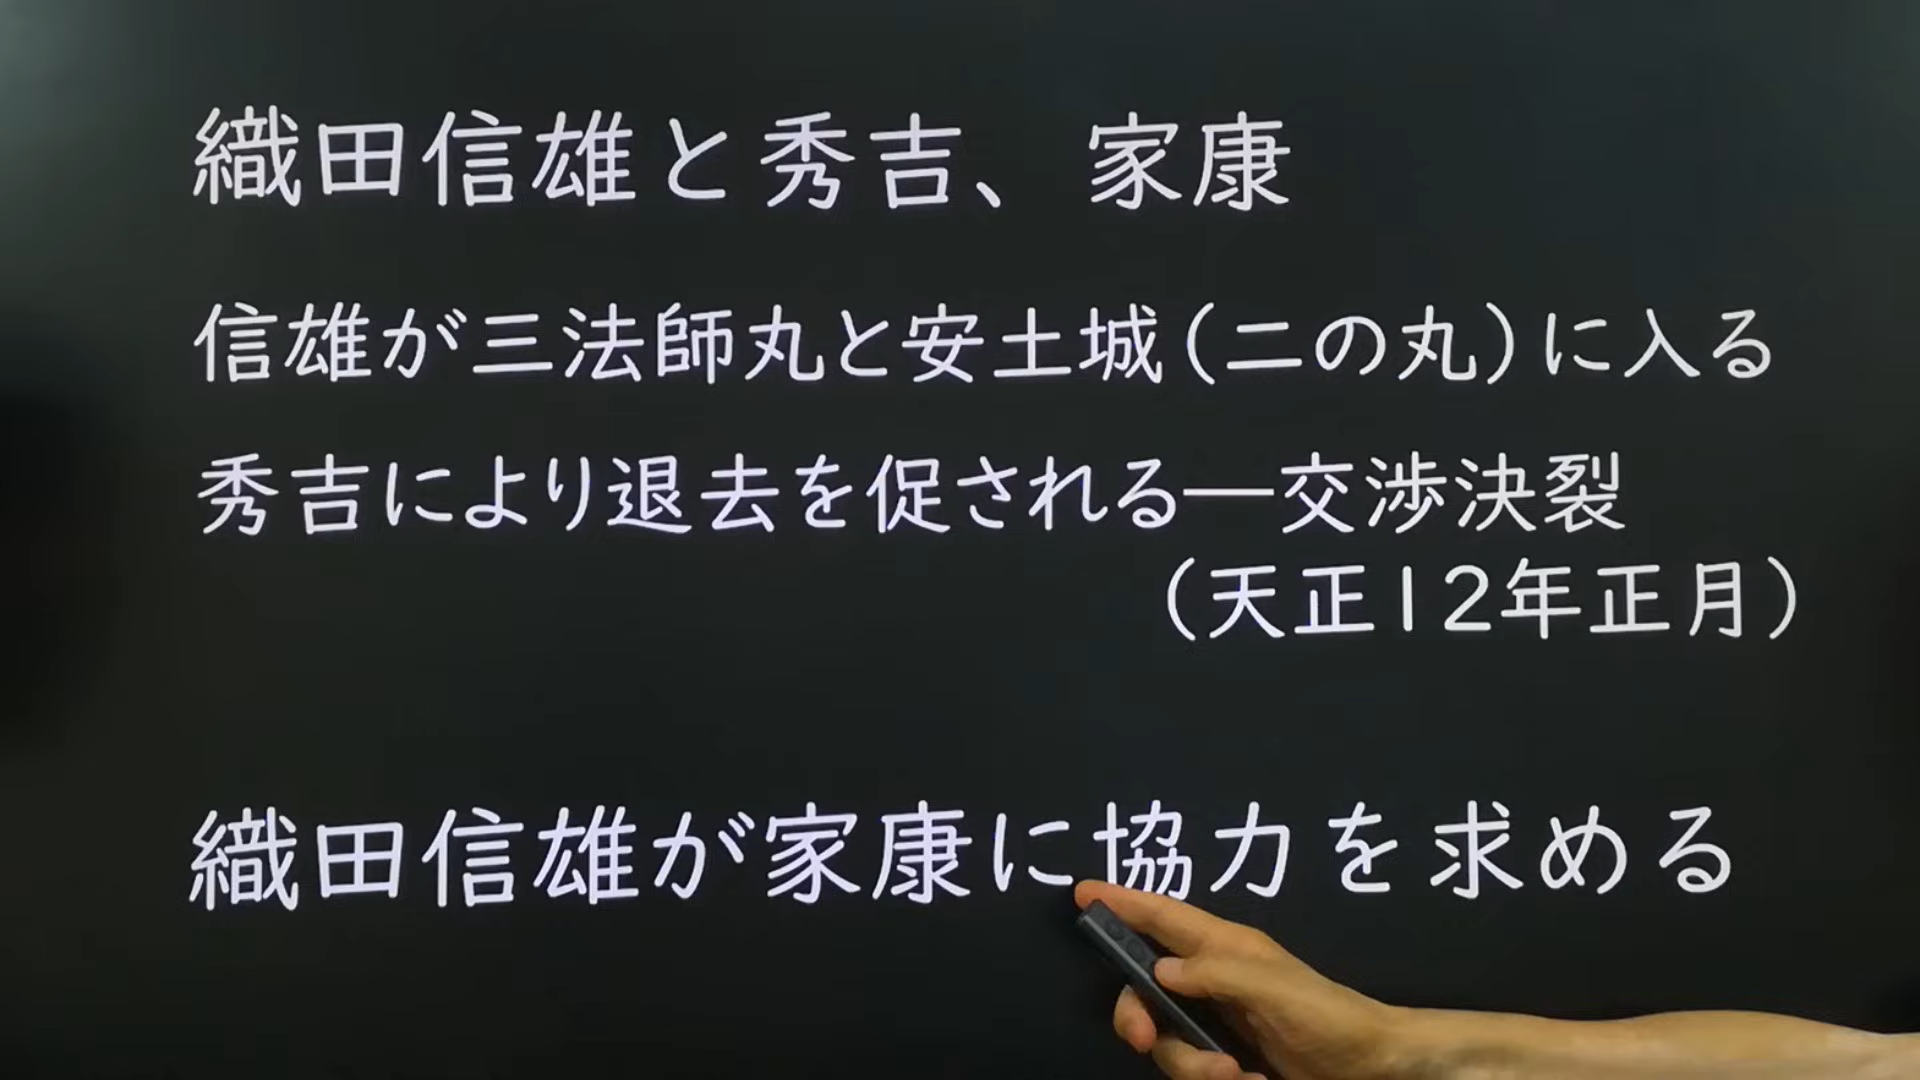 織田信雄と秀吉、家康
信雄が三法師丸と安土城(二の丸)に入る
秀吉により退去を促される―交渉決裂
(天正12年正月)
織田信雄が家康に協力を求める